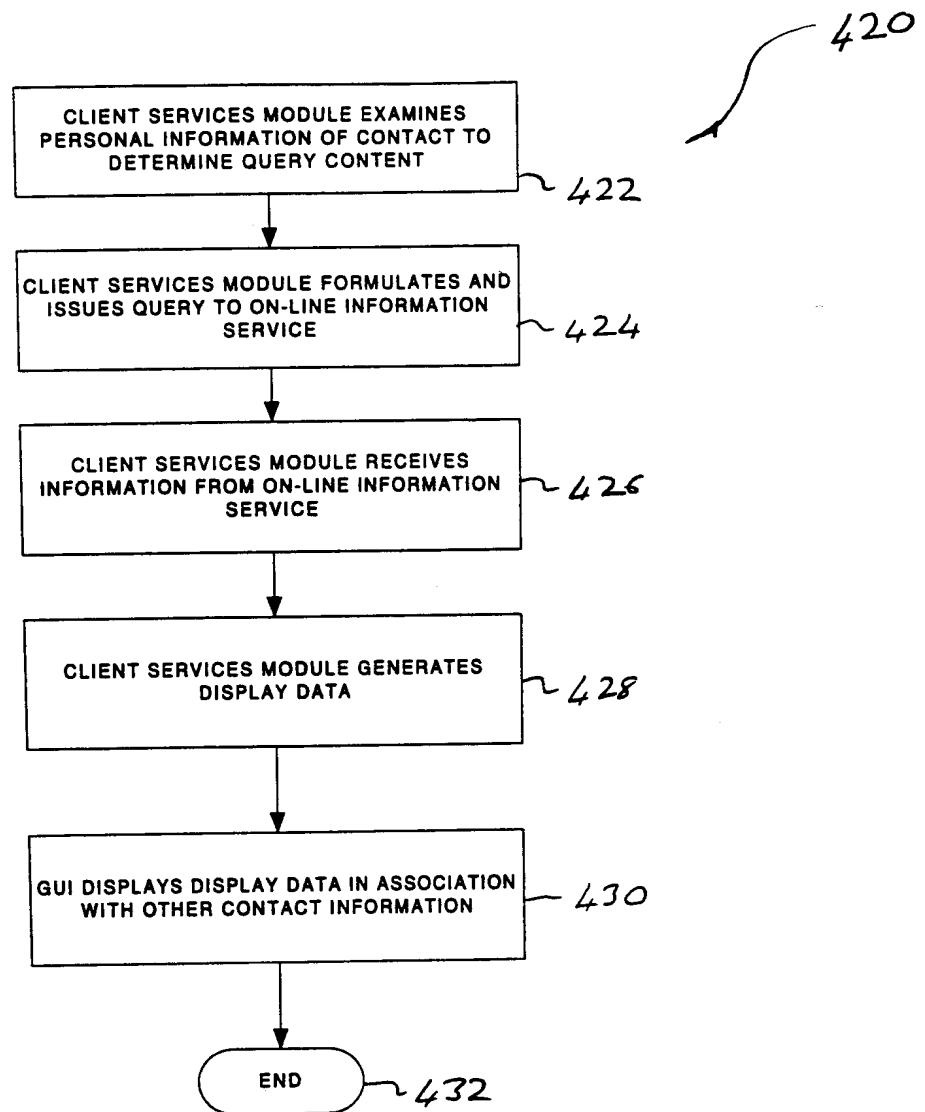 420
CLIENT SERVICES MODULE EXAMINES
PERSONAL INFORMATION OF CONTACT TO
DETERMINE QUERY CONTENT
422
CLIENT SERVICES MODULE FORMULATES AND
ISSUES QUERY TO ON-LINE INFORMATION
SERVICE
424
CLIENT SERVICES MODULE RECEIVES
INFORMATION FROM ON-LINE INFORMATION
SERVICE
426
CLIENT SERVICES MODULE GENERATES
DISPLAY DATA
428
GUI DISPLAYS DISPLAY DATA IN ASSOCIATION
WITH OTHER CONTACT INFORMATION
430
END
432